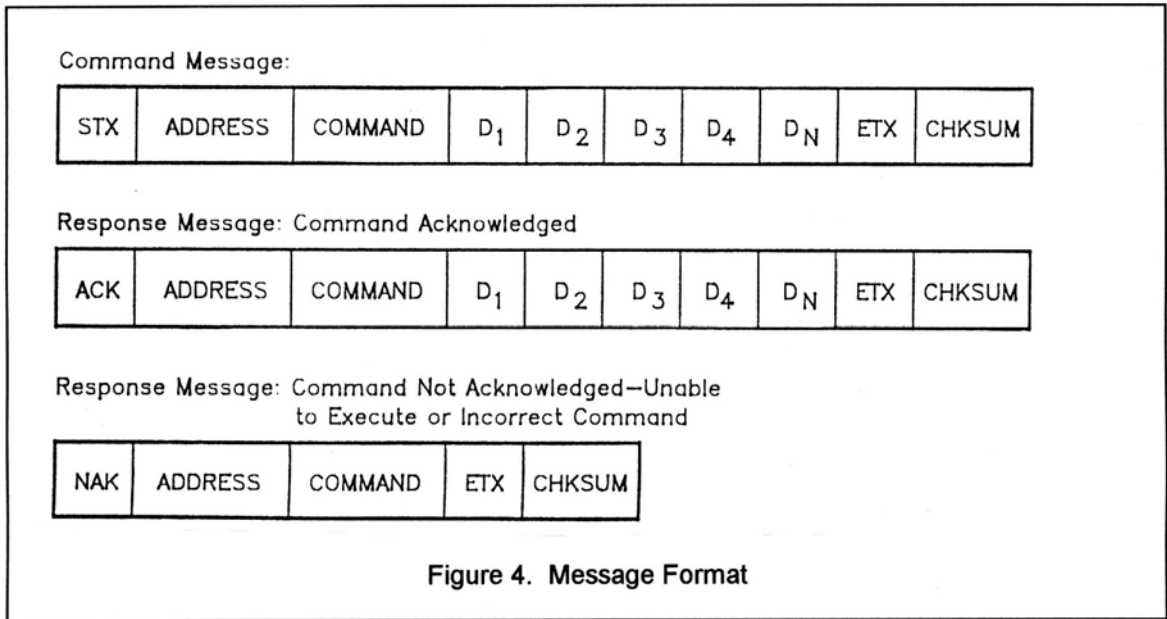 Command Message:
STX ADDRESS COMMAND D1 D2 D3 D4 DN ETX CHKSUM
Response Message: Command Acknowledged
ACK ADDRESS COMMAND D1 D2 D3 D4 DN ETX CHKSUM
Response Message: Command Not Acknowledged—Unable
to Execute or Incorrect Command
NAK ADDRESS COMMAND ETX CHKSUM
Figure 4. Message Format